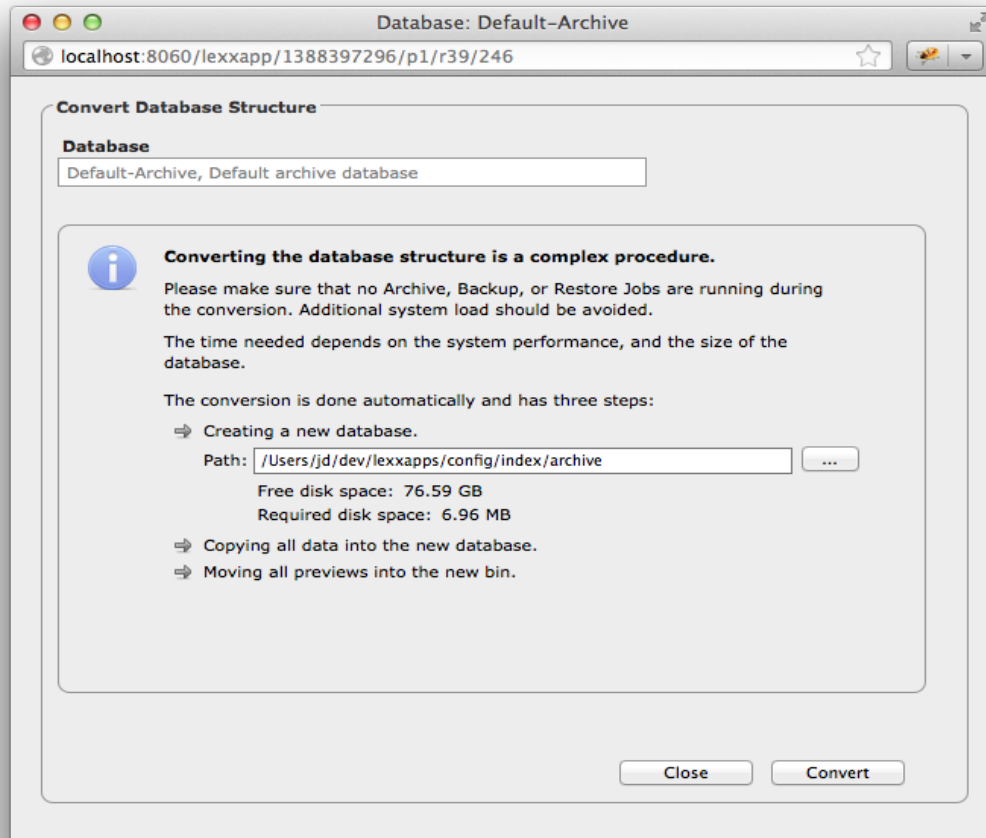 Database: Default-Archive
localhost:8060/lexxapp/1388397296/p1/r39/246
Convert Database Structure
Database
Default-Archive, Default archive database
Converting the database structure is a complex procedure.
Please make sure that no Archive, Backup, or Restore Jobs are running during
the conversion. Additional system load should be avoided.
The time needed depends on the system performance, and the size of the
database.
The conversion is done automatically and has three steps:
Creating a new database.
Path: /Users/jd/dev/lexxapps/config/index/archive ...
Free disk space: 76.59 GB
Required disk space: 6.96 MB
Copying all data into the new database.
Moving all previews into the new bin.
Close Convert